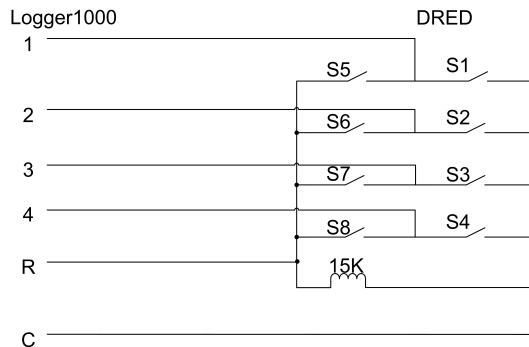 Logger1000 DRED
1
S5 S1
2
S6 S2
3
S7 S3
4
S8 S4
R
15K
C